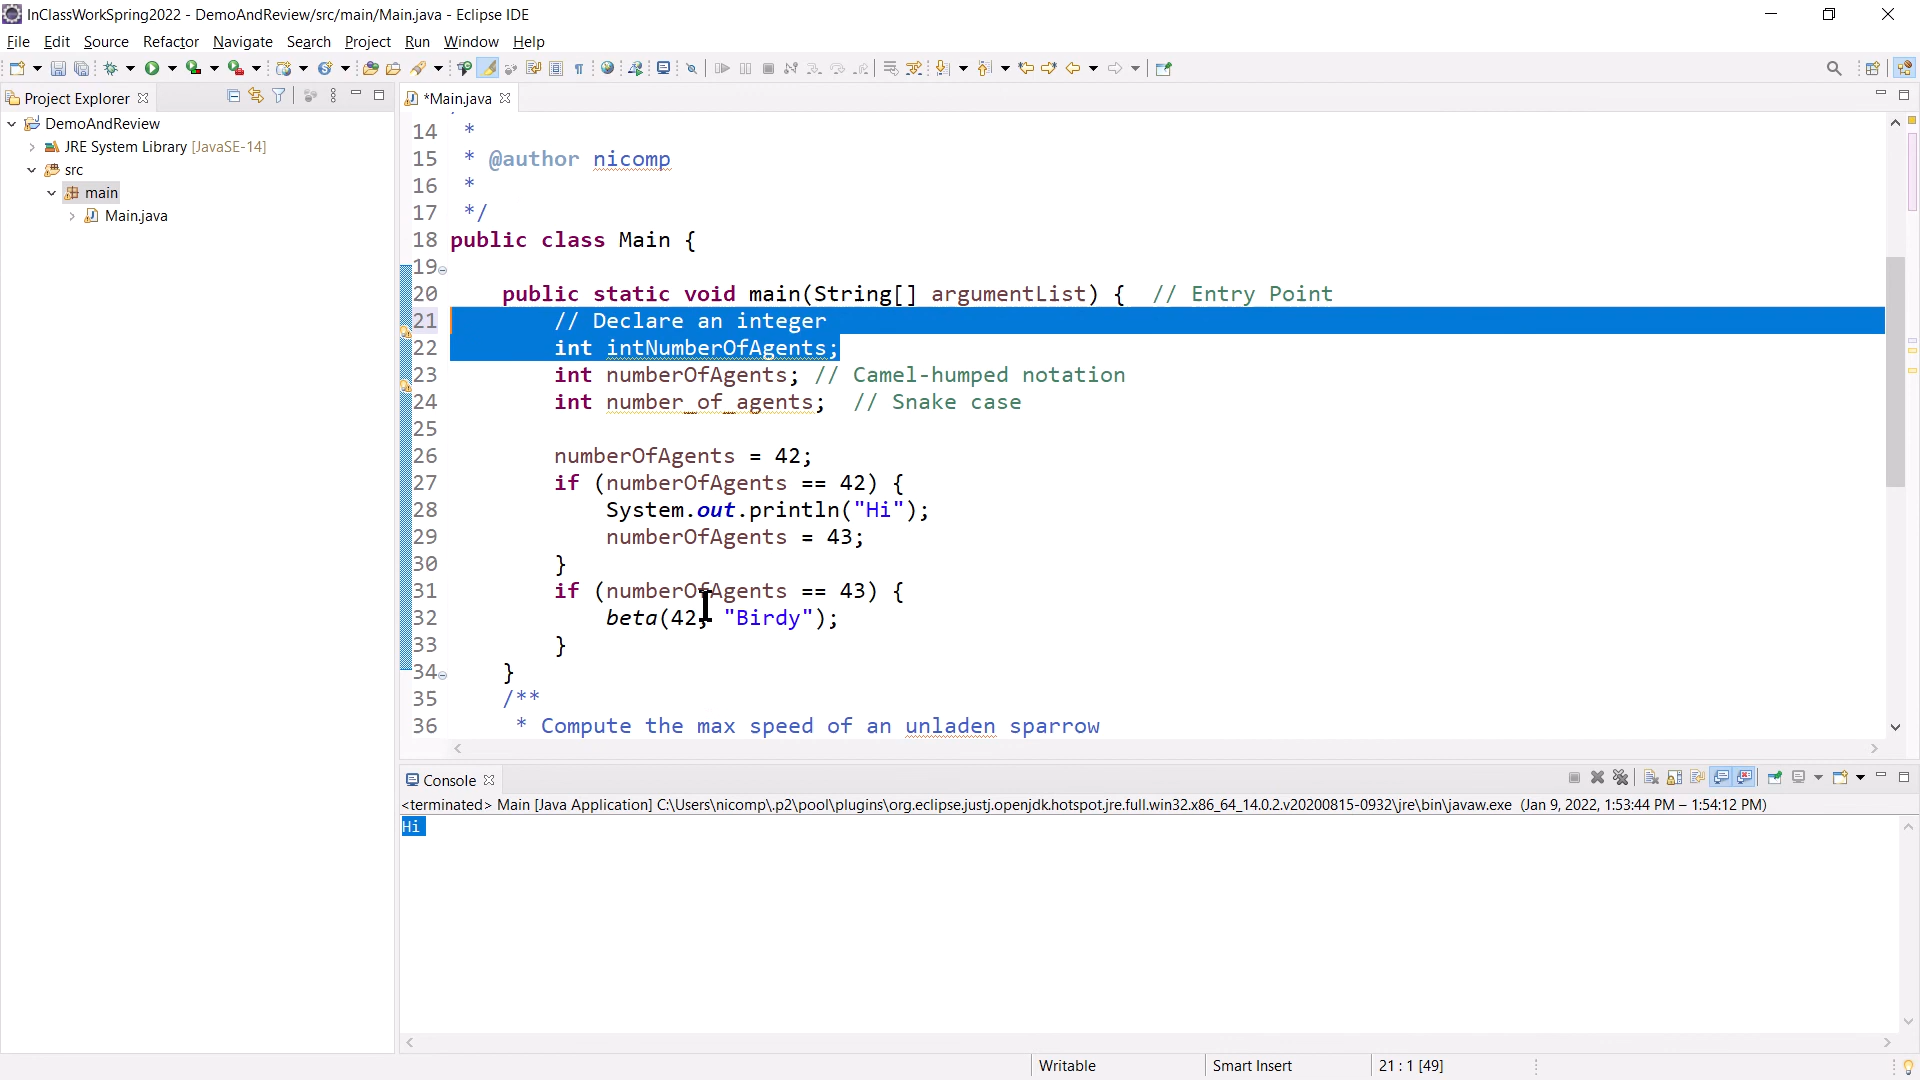 InClassWorkSpring2022 - DemoAndReview/src/main/Main.java - Eclipse IDE
File Edit Source Refactor Navigate Search Project Run Window Help
Project Explorer
*Main.java
DemoAndReview
JRE System Library [JavaSE-14]
src
main
Main.java
14 *
15 * @author nicomp
16 *
17 */
18 public class Main {
19
20 public static void main(String[] argumentList) { // Entry Point
21 // Declare an integer
22 int intNumberOfAgents;
23 int numberOfAgents; // Camel-humped notation
24 int number_of_agents; // Snake case
25
26 numberOfAgents = 42;
27 if (numberOfAgents == 42) {
28 System.out.println("Hi");
29 numberOfAgents = 43;
30 }
31 if (numberOfAgents == 43) {
32 beta(42, "Birdy");
33 }
34 }
35 /**
36 * Compute the max speed of an unladen sparrow
Console
<terminated> Main [Java Application] C:\Users\nicomp\.p2\pool\plugins\org.eclipse.justj.openjdk.hotspot.jre.full.win32.x86_64_14.0.2.v20200815-0932\jre\bin\javaw.exe (Jan 9, 2022, 1:53:44 PM – 1:54:12 PM)
Hi
Writable Smart Insert 21 : 1 [49]